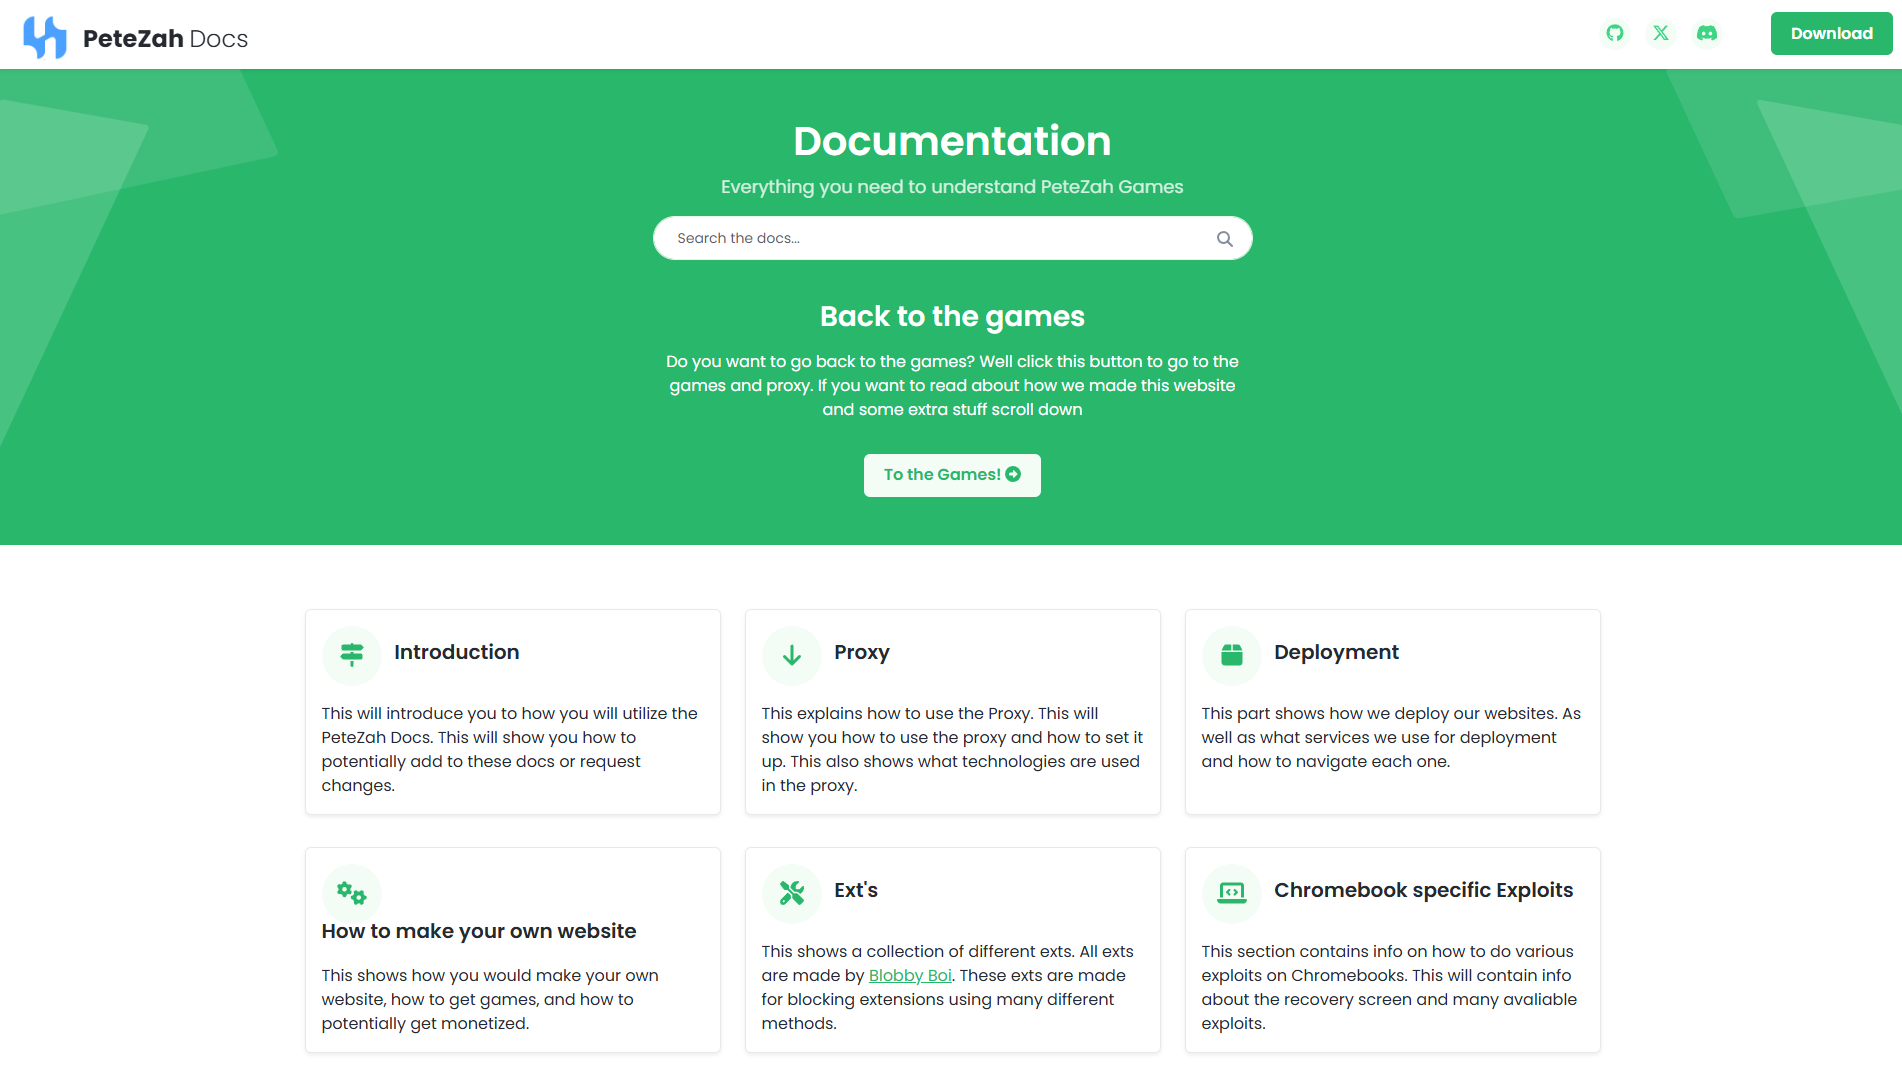 PeteZah Docs
Download
Documentation
Everything you need to understand PeteZah Games
Search the docs...
Back to the games
Do you want to go back to the games? Well click this button to go to the
games and proxy. If you want to read about how we made this website
and some extra stuff scroll down
To the Games!
Introduction
This will introduce you to how you will utilize the
PeteZah Docs. This will show you how to
potentially add to these docs or request
changes.
Proxy
This explains how to use the Proxy. This will
show you how to use the proxy and how to set it
up. This also shows what technologies are used
in the proxy.
Deployment
This part shows how we deploy our websites. As
well as what services we use for deployment
and how to navigate each one.
How to make your own website
This shows how you would make your own
website, how to get games, and how to
potentially get monetized.
Ext's
This shows a collection of different exts. All exts
are made by Blobby Boi. These exts are made
for blocking extensions using many different
methods.
Chromebook specific Exploits
This section contains info on how to do various
exploits on Chromebooks. This will contain info
about the recovery screen and many avaliable
exploits.